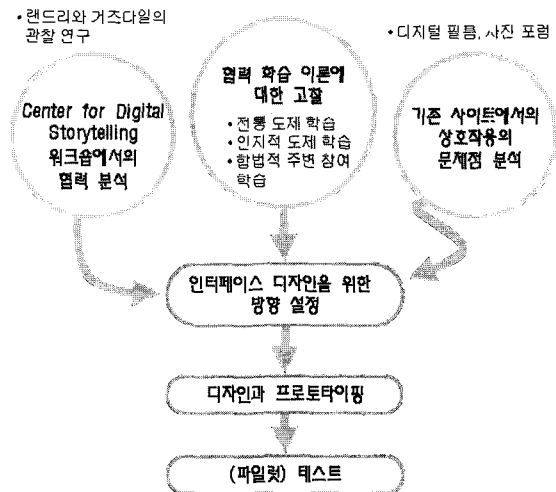 • 랜드리와 거즈다일의
관찰 연구
Center for Digital
Storytelling
워크숍에서의
협력 분석
협력 학습 이론에
대한 고찰
• 전통 도제 학습
• 인지적 도제 학습
• 합법적 주변 참여
학습
• 디지털 필름, 사진 포럼
기존 사이트에서의
상호작용의
문제점 분석
인터페이스 디자인을 위한
방향 설정
디자인과 프로토타이핑
(파일럿) 테스트